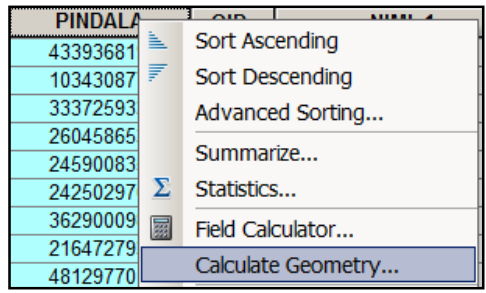 PINDALA
43393681
10343087
33372593
26045865
24590083
24250297
36290009
21647279
48129770
Sort Ascending
Sort Descending
Advanced Sorting...
Summarize...
Statistics...
Field Calculator...
Calculate Geometry...